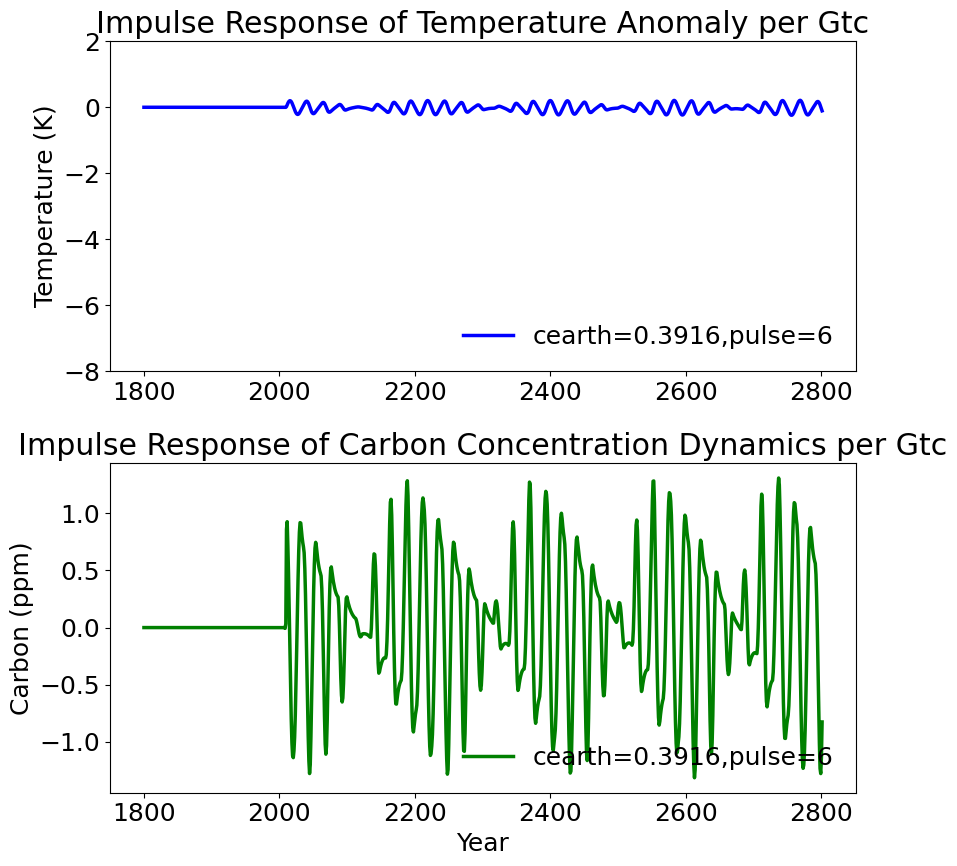 Impulse Response of Temperature Anomaly per Gtc
2
0
−2
−4
−6
−8
Temperature (K)
cearth=0.3916,pulse=6
1800 2000 2200 2400 2600 2800
Impulse Response of Carbon Concentration Dynamics per Gtc
1.0
0.5
0.0
−0.5
−1.0
Carbon (ppm)
cearth=0.3916,pulse=6
1800 2000 2200 2400 2600 2800
Year